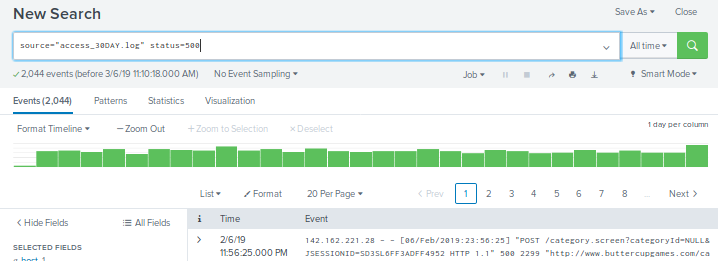 New Search
Save As Close
source="access_30DAY.log" status=500
All time
2,044 events (before 3/6/19 11:10:18.000 AM) No Event Sampling
Job Smart Mode
Events (2,044) Patterns Statistics Visualization
Format Timeline — Zoom Out + Zoom to Selection × Deselect
1 day per column
List Format 20 Per Page
< Prev 1 2 3 4 5 6 7 8 ... Next >
< Hide Fields All Fields
i Time Event
SELECTED FIELDS
> 2/6/19 142.162.221.28 - - [06/Feb/2019:23:56:25] "POST /category.screen?categoryId=NULL&
11:56:25.000 PM JSESSIONID=SD3SL6FF3ADFF4952 HTTP 1.1" 500 2299 "http://www.buttercupgames.com/ca